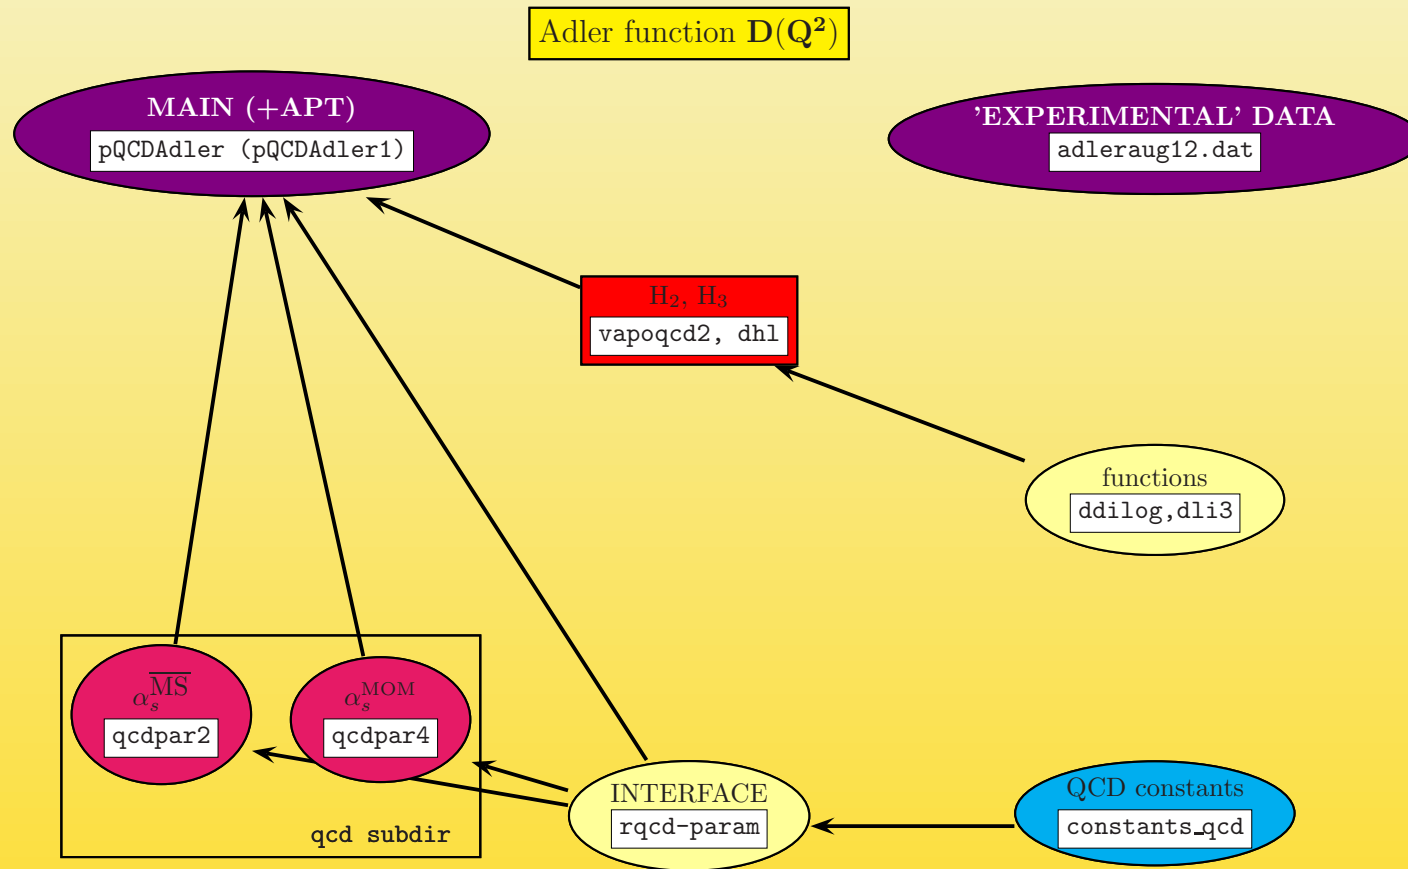 Adler function D(Q²)
MAIN (+APT)
pQCDAdler (pQCDAdler1)
'EXPERIMENTAL' DATA
adleraug12.dat
H₂, H₃
vapoqcd2, dhl
functions
ddilog,dli3
α_s^{\overline{MS}}
qcdpar2
α_s^{MOM}
qcdpar4
qcd subdir
INTERFACE
rqcd-param
QCD constants
constants_qcd